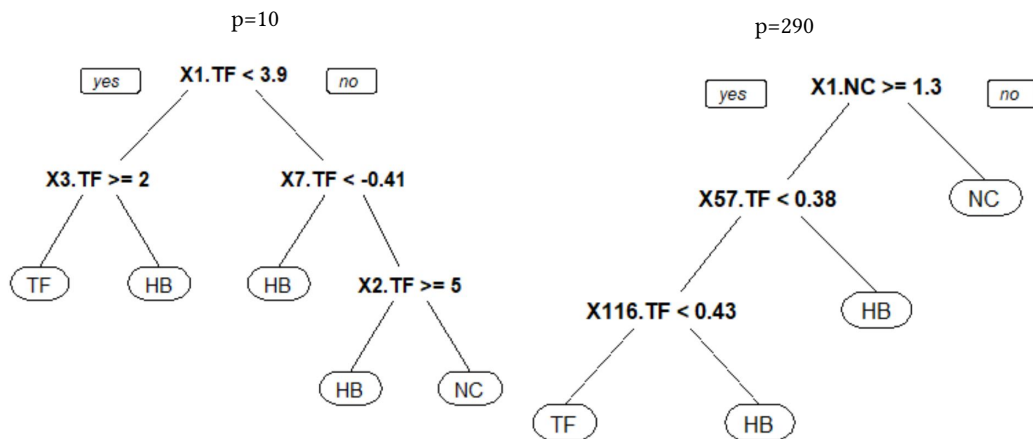 p=10
yes
X1.TF < 3.9
no
X3.TF >= 2
X7.TF < -0.41
TF
HB
HB
X2.TF >= 5
HB
NC
p=290
yes
X1.NC >= 1.3
no
X57.TF < 0.38
NC
X116.TF < 0.43
HB
TF
HB